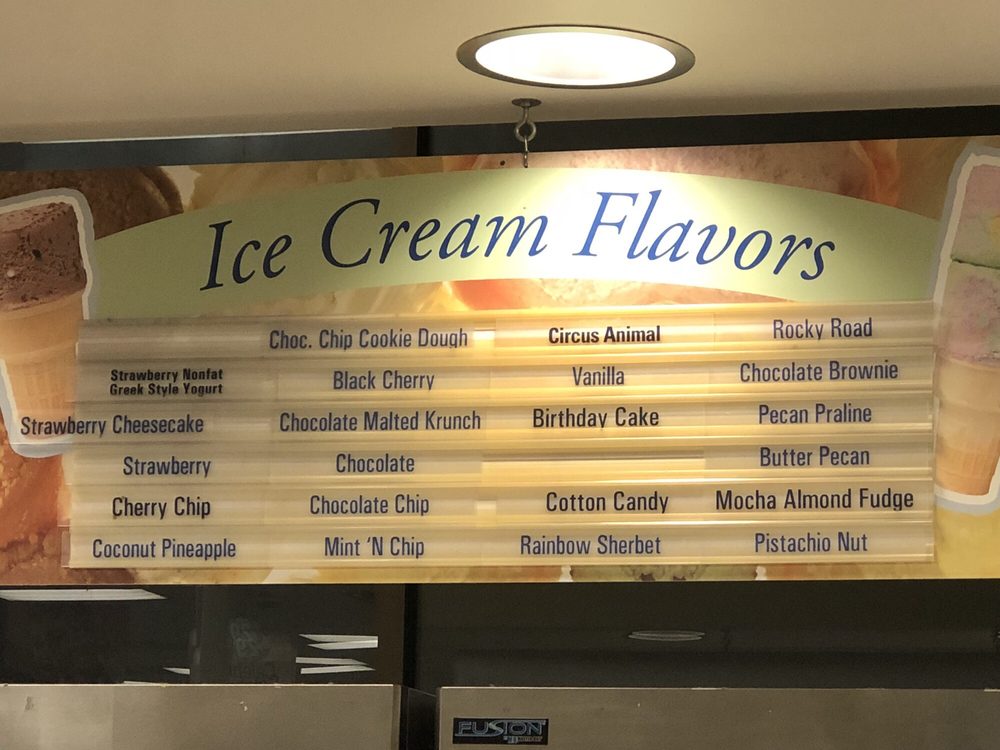 Ice Cream Flavors
Choc. Chip Cookie Dough Circus Animal Rocky Road
Strawberry Nonfat
Greek Style Yogurt
Black Cherry Vanilla Chocolate Brownie
Strawberry Cheesecake Chocolate Malted Krunch Birthday Cake Pecan Praline
Strawberry Chocolate Butter Pecan
Cherry Chip Chocolate Chip Cotton Candy Mocha Almond Fudge
Coconut Pineapple Mint 'N Chip Rainbow Sherbet Pistachio Nut
FUSION